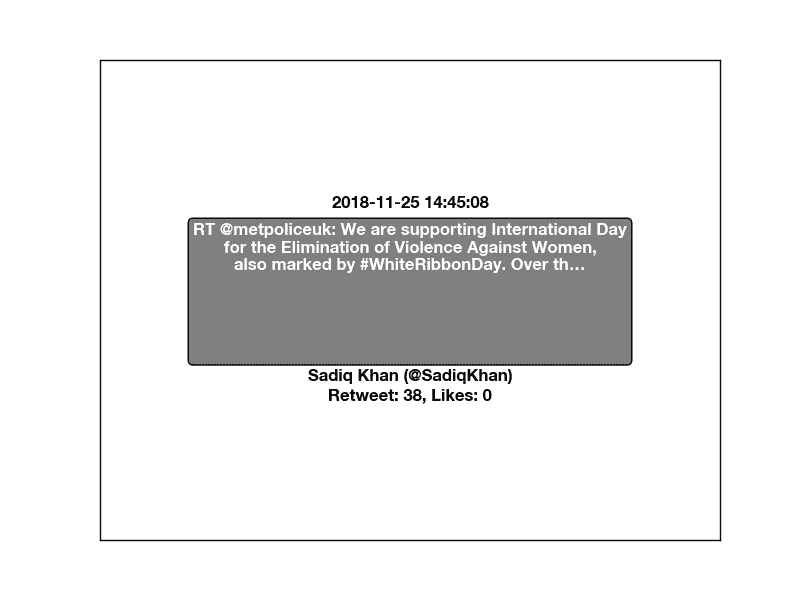 2018-11-25 14:45:08
RT @metpoliceuk: We are supporting International Day
for the Elimination of Violence Against Women,
also marked by #WhiteRibbonDay. Over th…
Sadiq Khan (@SadiqKhan)
Retweet: 38, Likes: 0